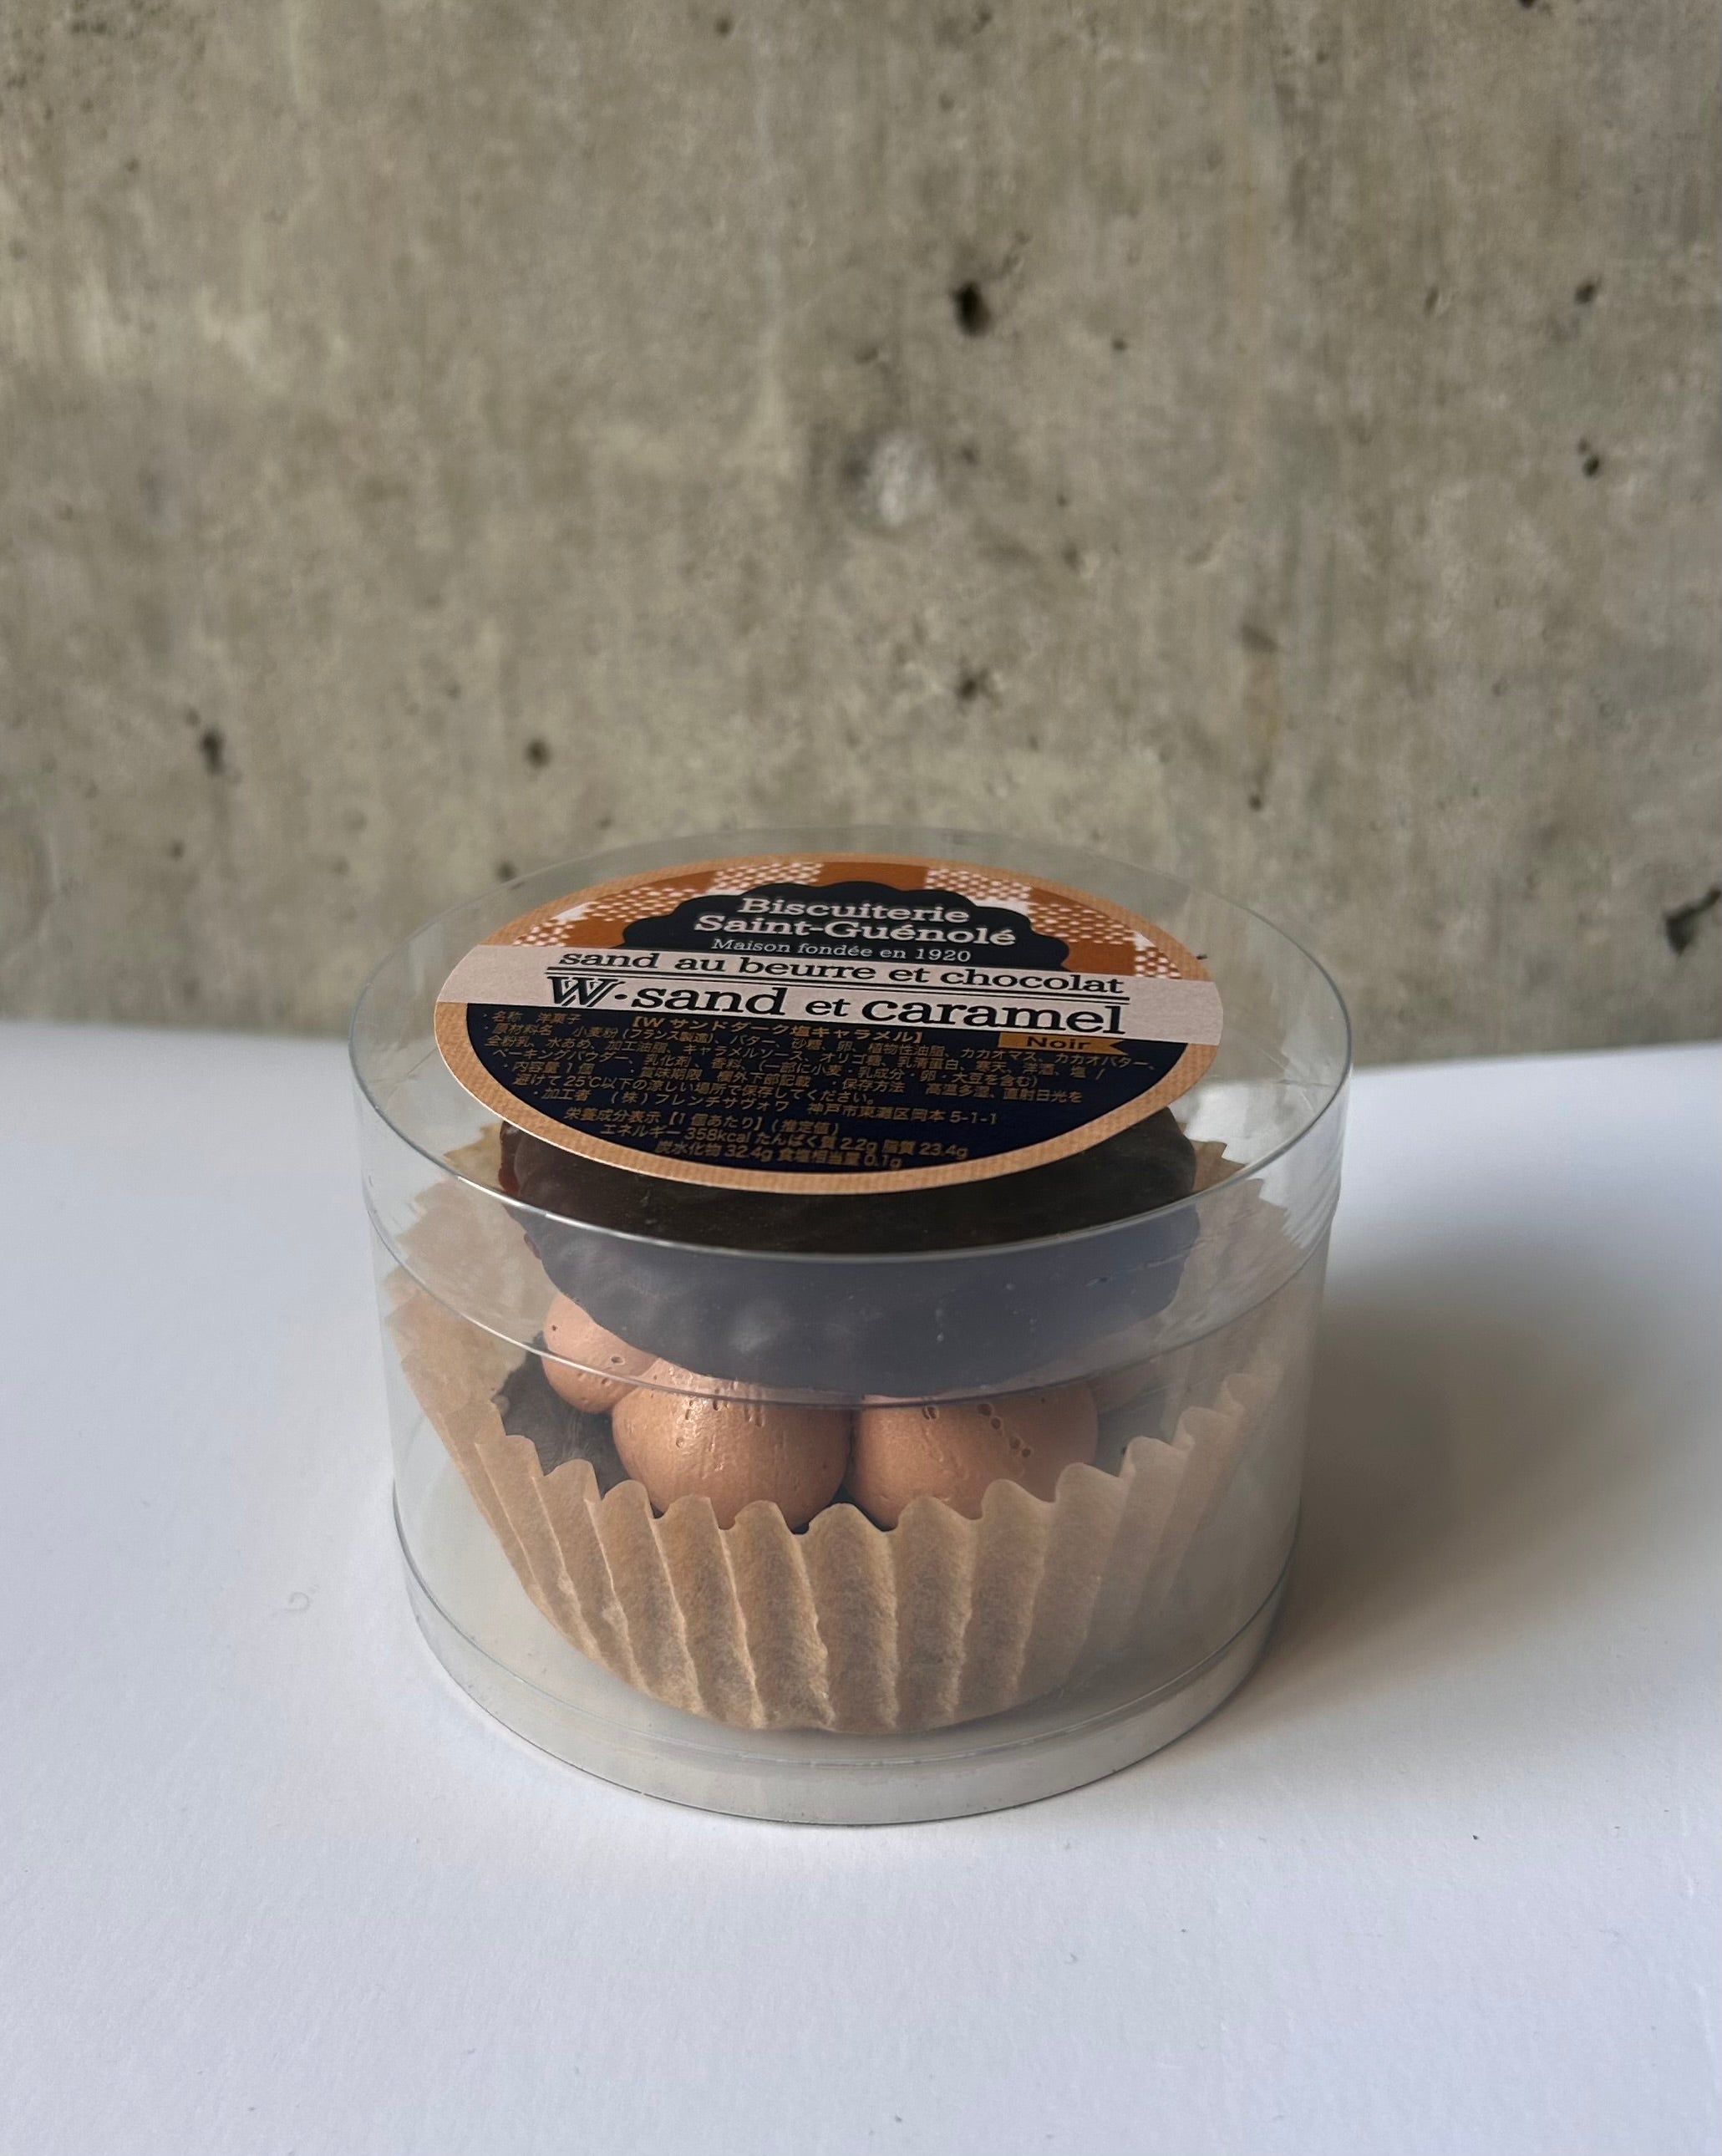 Biscuiterie
Saint-Guénolé
Maison fondée en 1920
sand au beurre et chocolat
W·sand et caramel
Noir
・名称 洋菓子 【Wサンドダーク塩キャラメル】
・原材料名 小麦粉(フランス製造)、バター、砂糖、卵、植物性油脂、カカオマス、カカオバター、
全粉乳、水あめ、加工油脂、キャラメルソース、オリゴ糖、乳清蛋白、寒天、洋酒、塩 /
ベーキングパウダー、乳化剤、香料、(一部に小麦・乳成分・卵・大豆を含む)
・内容量 1個 ・賞味期限 欄外下部記載 ・保存方法 高温多湿、直射日光を
避けて25℃以下の涼しい場所で保存してください。
・加工者 (株)フレンチサヴォワ 神戸市東灘区岡本 5-1-1
栄養成分表示【1個あたり】(推定値)
エネルギー 358kcal たんぱく質 2.2g 脂質 23.4g
炭水化物 32.4g 食塩相当量 0.1g